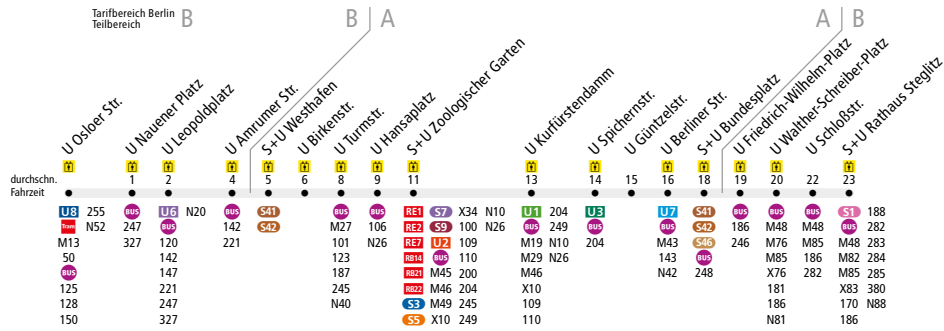 Tarifbereich Berlin B B A A B
Teilbereich
U Osloer Str.
U Nauener Platz
U Leopoldplatz
U Amrumer Str.
S+U Westhafen
U Birkenstr.
U Turmstr.
U Hansaplatz
S+U Zoologischer Garten
U Kurfürstendamm
U Spichernstr.
U Güntzelstr.
U Berliner Str.
S+U Bundesplatz
U Friedrich-Wilhelm-Platz
U Walther-Schreiber-Platz
U Schloßstr.
S+U Rathaus Steglitz
durchschn. 1 2 4 5 6 8 9 11 13 14 15 16 18 19 20 22 23
Fahrzeit
U8 255 BUS U6 N20 BUS S41 BUS BUS RE1 S7 X34 N10 U1 204 U3 U7 S41 BUS BUS BUS S1 188
Tram N52 247 BUS 142 S42 M27 106 RE2 S9 100 N26 BUS 249 BUS BUS S42 186 M48 M48 BUS 282
M13 327 120 221 101 N26 RE7 U2 109 M19 N10 204 M43 S46 246 M76 M85 M48 283
50 142 123 RB14 BUS 110 M29 N26 143 BUS M85 186 M82 284
BUS 147 187 RB21 M45 200 M46 N42 248 X76 282 M85 285
125 221 245 RB22 M46 204 X10 181 X83 380
128 247 N40 S3 M49 245 109 186 170 N88
150 327 S5 X10 249 110 N81 186